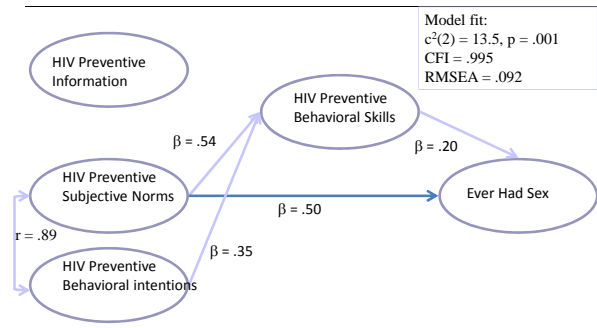 Model fit:
c²(2) = 13.5, p = .001
CFI = .995
RMSEA = .092
HIV Preventive
Information
HIV Preventive
Behavioral Skills
β = .54
β = .20
HIV Preventive
Subjective Norms
Ever Had Sex
β = .50
r = .89
β = .35
HIV Preventive
Behavioral intentions